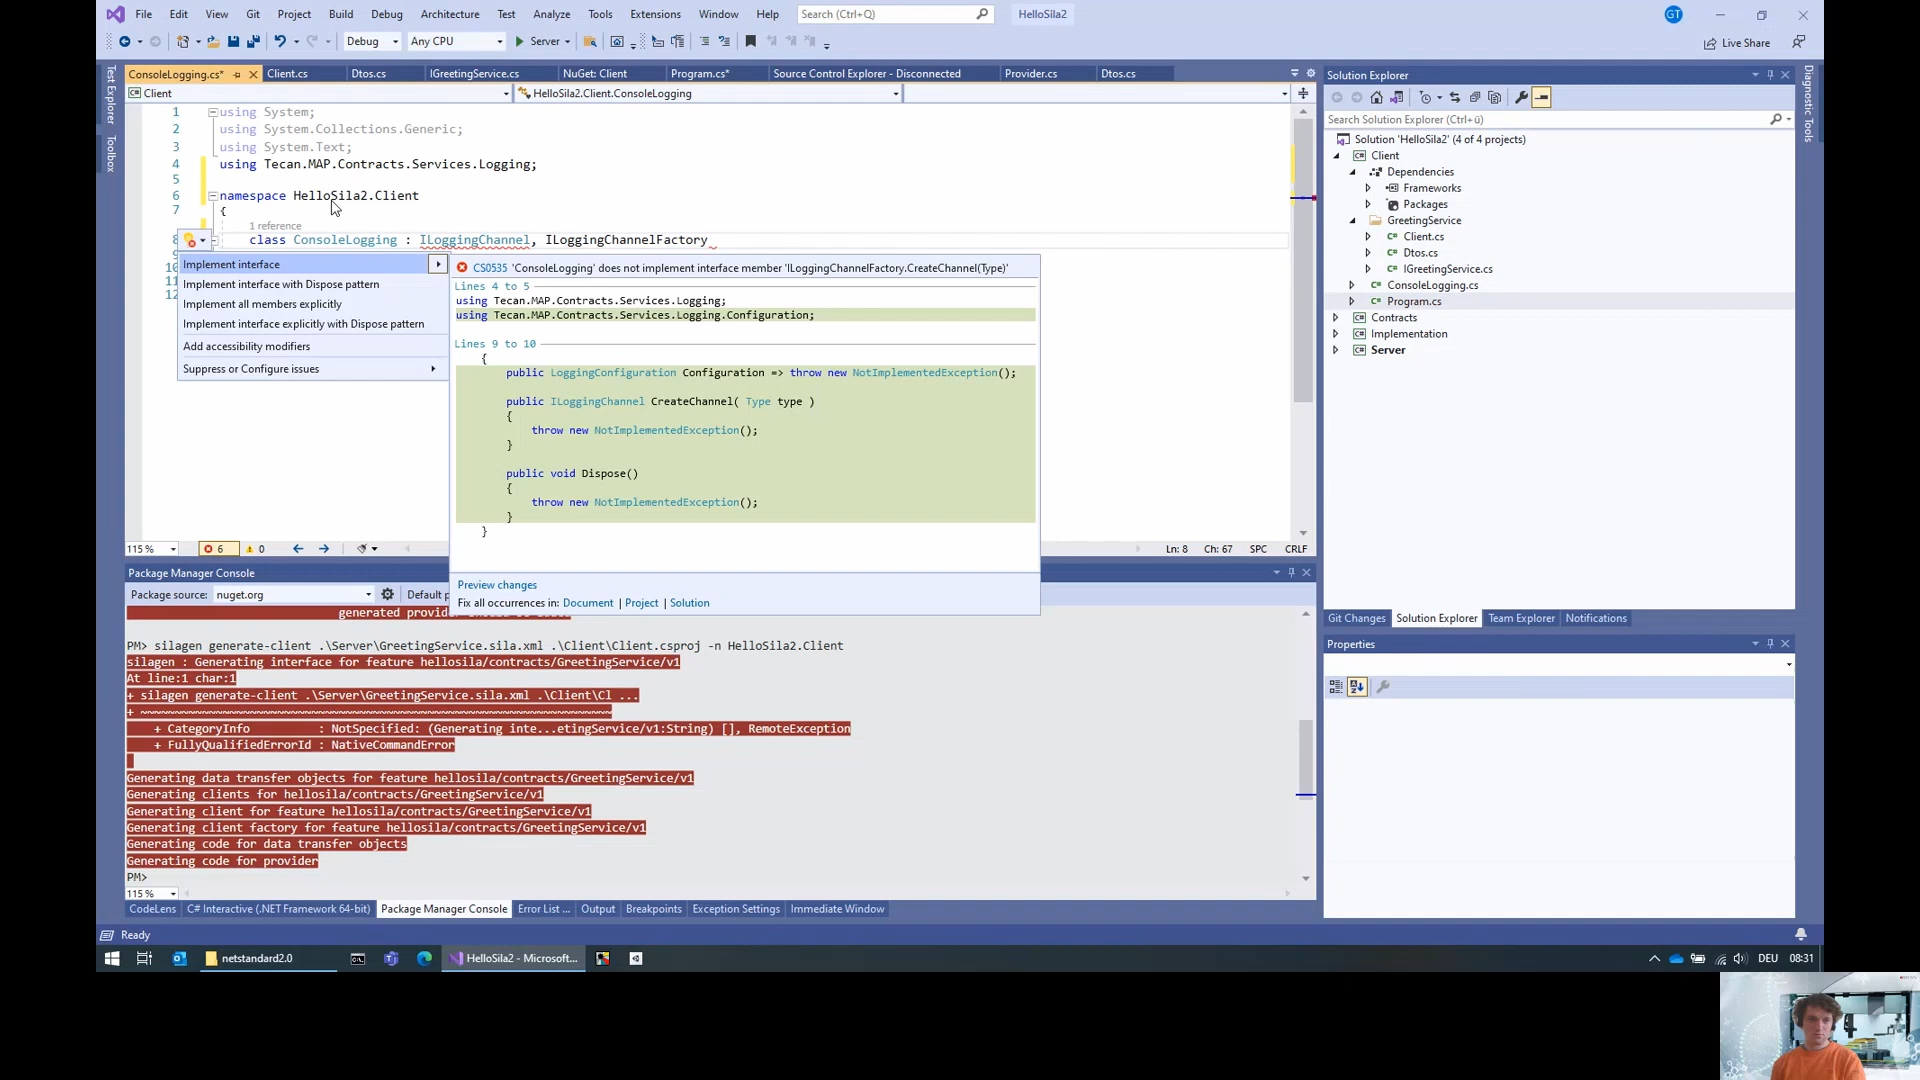 File Edit View Git Project Build Debug Architecture Test Analyze Tools Extensions Window Help Search (Ctrl+Q) HelloSila2 GT
Debug Any CPU Server Live Share
ConsoleLogging.cs* Client.cs Dtos.cs IGreetingService.cs NuGet: Client Program.cs* Source Control Explorer - Disconnected Provider.cs Dtos.cs
Client HelloSila2.Client.ConsoleLogging
Test Explorer
Toolbox
1 using System;
2 using System.Collections.Generic;
3 using System.Text;
4 using Tecan.MAP.Contracts.Services.Logging;
5
6 namespace HelloSila2.Client
7 {
1 reference
8 class ConsoleLogging : ILoggingChannel, ILoggingChannelFactory
Implement interface
Implement interface with Dispose pattern
Implement all members explicitly
Implement interface explicitly with Dispose pattern
Add accessibility modifiers
Suppress or Configure issues
CS0535 'ConsoleLogging' does not implement interface member 'ILoggingChannelFactory.CreateChannel(Type)'
Lines 4 to 5
using Tecan.MAP.Contracts.Services.Logging;
using Tecan.MAP.Contracts.Services.Logging.Configuration;
Lines 9 to 10
{
public LoggingConfiguration Configuration => throw new NotImplementedException();
public ILoggingChannel CreateChannel( Type type )
{
throw new NotImplementedException();
}
public void Dispose()
{
throw new NotImplementedException();
}
}
Preview changes
Fix all occurrences in: Document | Project | Solution
115 % 6 0 Ln: 8 Ch: 67 SPC CRLF
Package Manager Console
Package source: nuget.org Default p
PM> silagen generate-client .\Server\GreetingService.sila.xml .\Client\Client.csproj -n HelloSila2.Client
silagen : Generating interface for feature hellosila/contracts/GreetingService/v1
At line:1 char:1
+ silagen generate-client .\Server\GreetingService.sila.xml .\Client\Cl ...
+ ~~~~~~~~~~~~~~~~~~~~~~~~~~~~~~~~~~~~~~~~~~~~~~~~~~~~~~~~~~~~~~~~~~~~~
+ CategoryInfo : NotSpecified: (Generating inte...etingService/v1:String) [], RemoteException
+ FullyQualifiedErrorId : NativeCommandError
Generating data transfer objects for feature hellosila/contracts/GreetingService/v1
Generating clients for hellosila/contracts/GreetingService/v1
Generating client for feature hellosila/contracts/GreetingService/v1
Generating client factory for feature hellosila/contracts/GreetingService/v1
Generating code for data transfer objects
Generating code for provider
PM>
115 %
CodeLens C# Interactive (.NET Framework 64-bit) Package Manager Console Error List ... Output Breakpoints Exception Settings Immediate Window
Solution Explorer
Search Solution Explorer (Ctrl+ü)
Solution 'HelloSila2' (4 of 4 projects)
Client
Dependencies
Frameworks
Packages
GreetingService
Client.cs
Dtos.cs
IGreetingService.cs
ConsoleLogging.cs
Program.cs
Contracts
Implementation
Server
Git Changes Solution Explorer Team Explorer Notifications
Properties
Diagnostic Tools
Ready
netstandard2.0 HelloSila2 - Microsoft... DEU 08:31